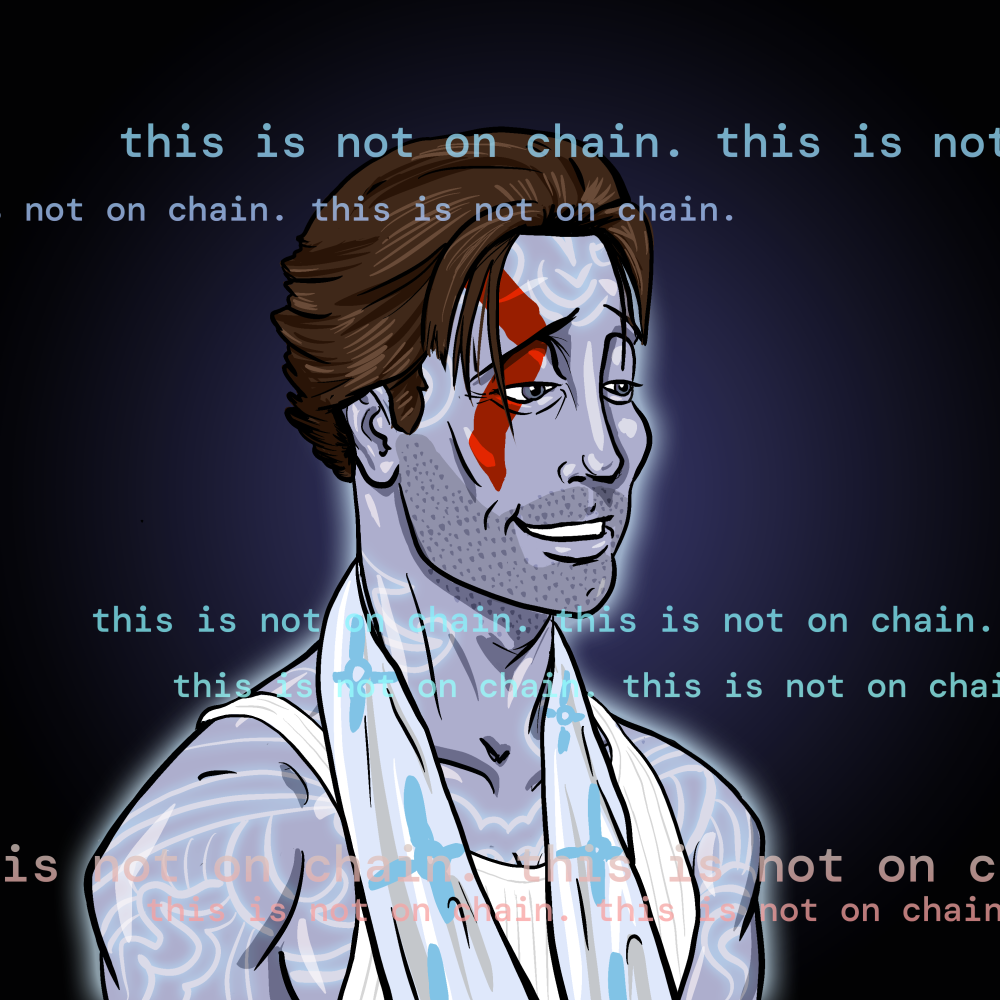 this is not on chain. this is not
not on chain. this is not on chain.
this is not on chain. this is not on chain.
this is not on chain. this is not on chai
is not on chain. this is not on c
this is not on chain. this is not on chain